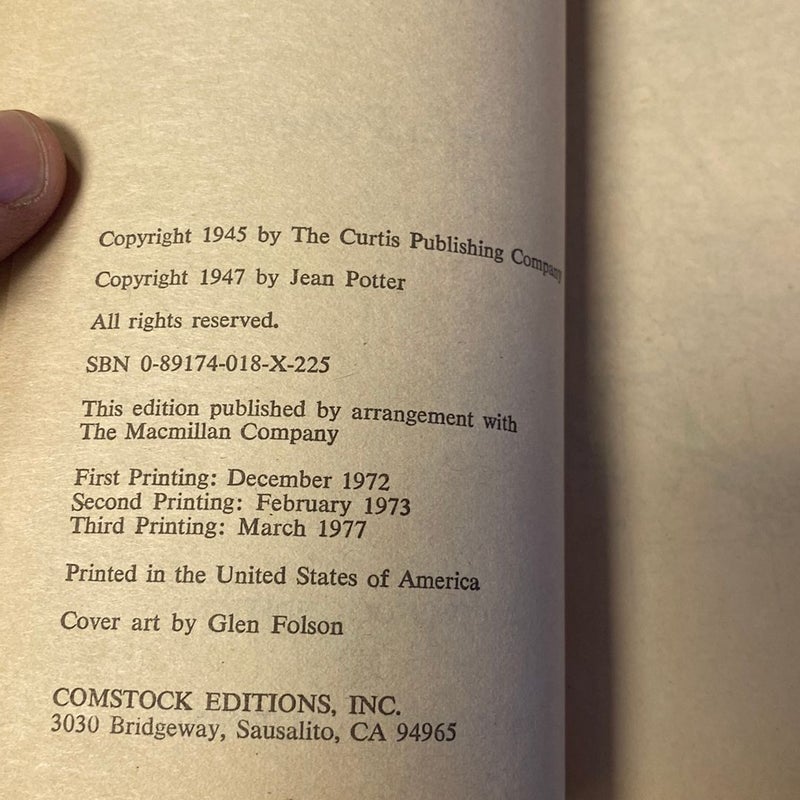 Copyright 1945 by The Curtis Publishing Company
Copyright 1947 by Jean Potter
All rights reserved.
SBN 0-89174-018-X-225
This edition published by arrangement with
The Macmillan Company
First Printing: December 1972
Second Printing: February 1973
Third Printing: March 1977
Printed in the United States of America
Cover art by Glen Folson
COMSTOCK EDITIONS, INC.
3030 Bridgeway, Sausalito, CA 94965